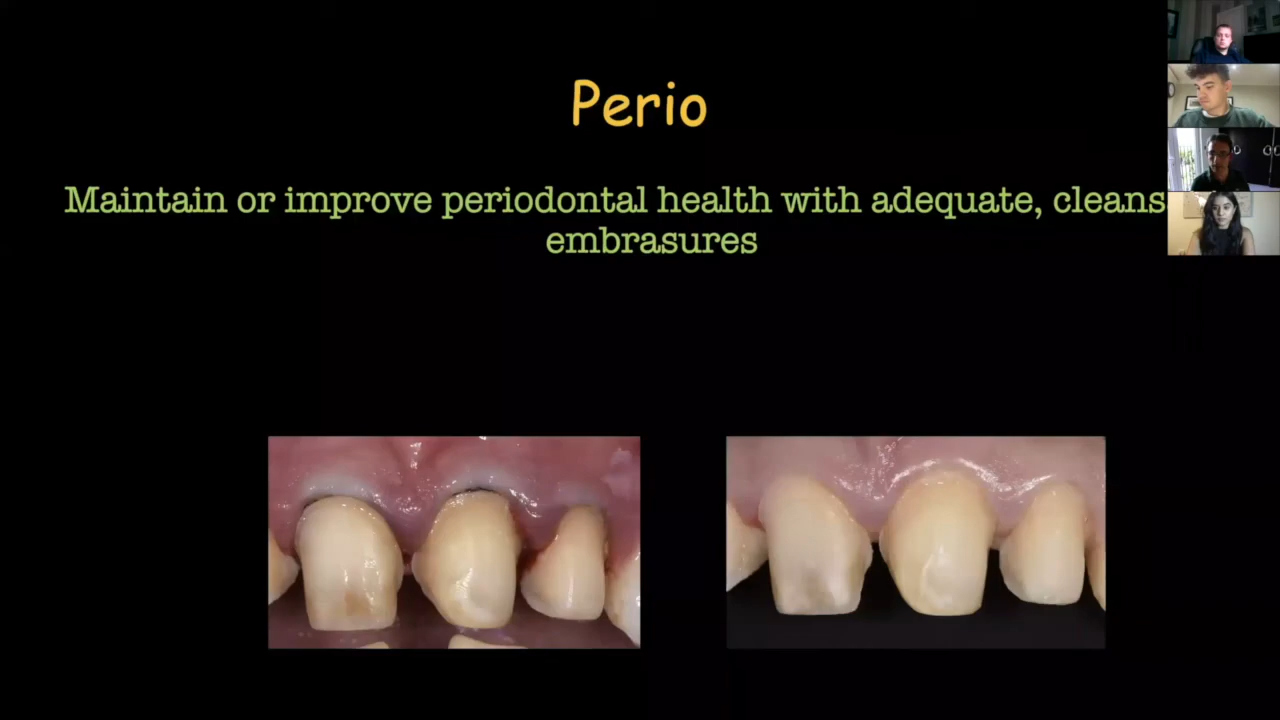 Perio
Maintain or improve periodontal health with adequate, cleans
embrasures